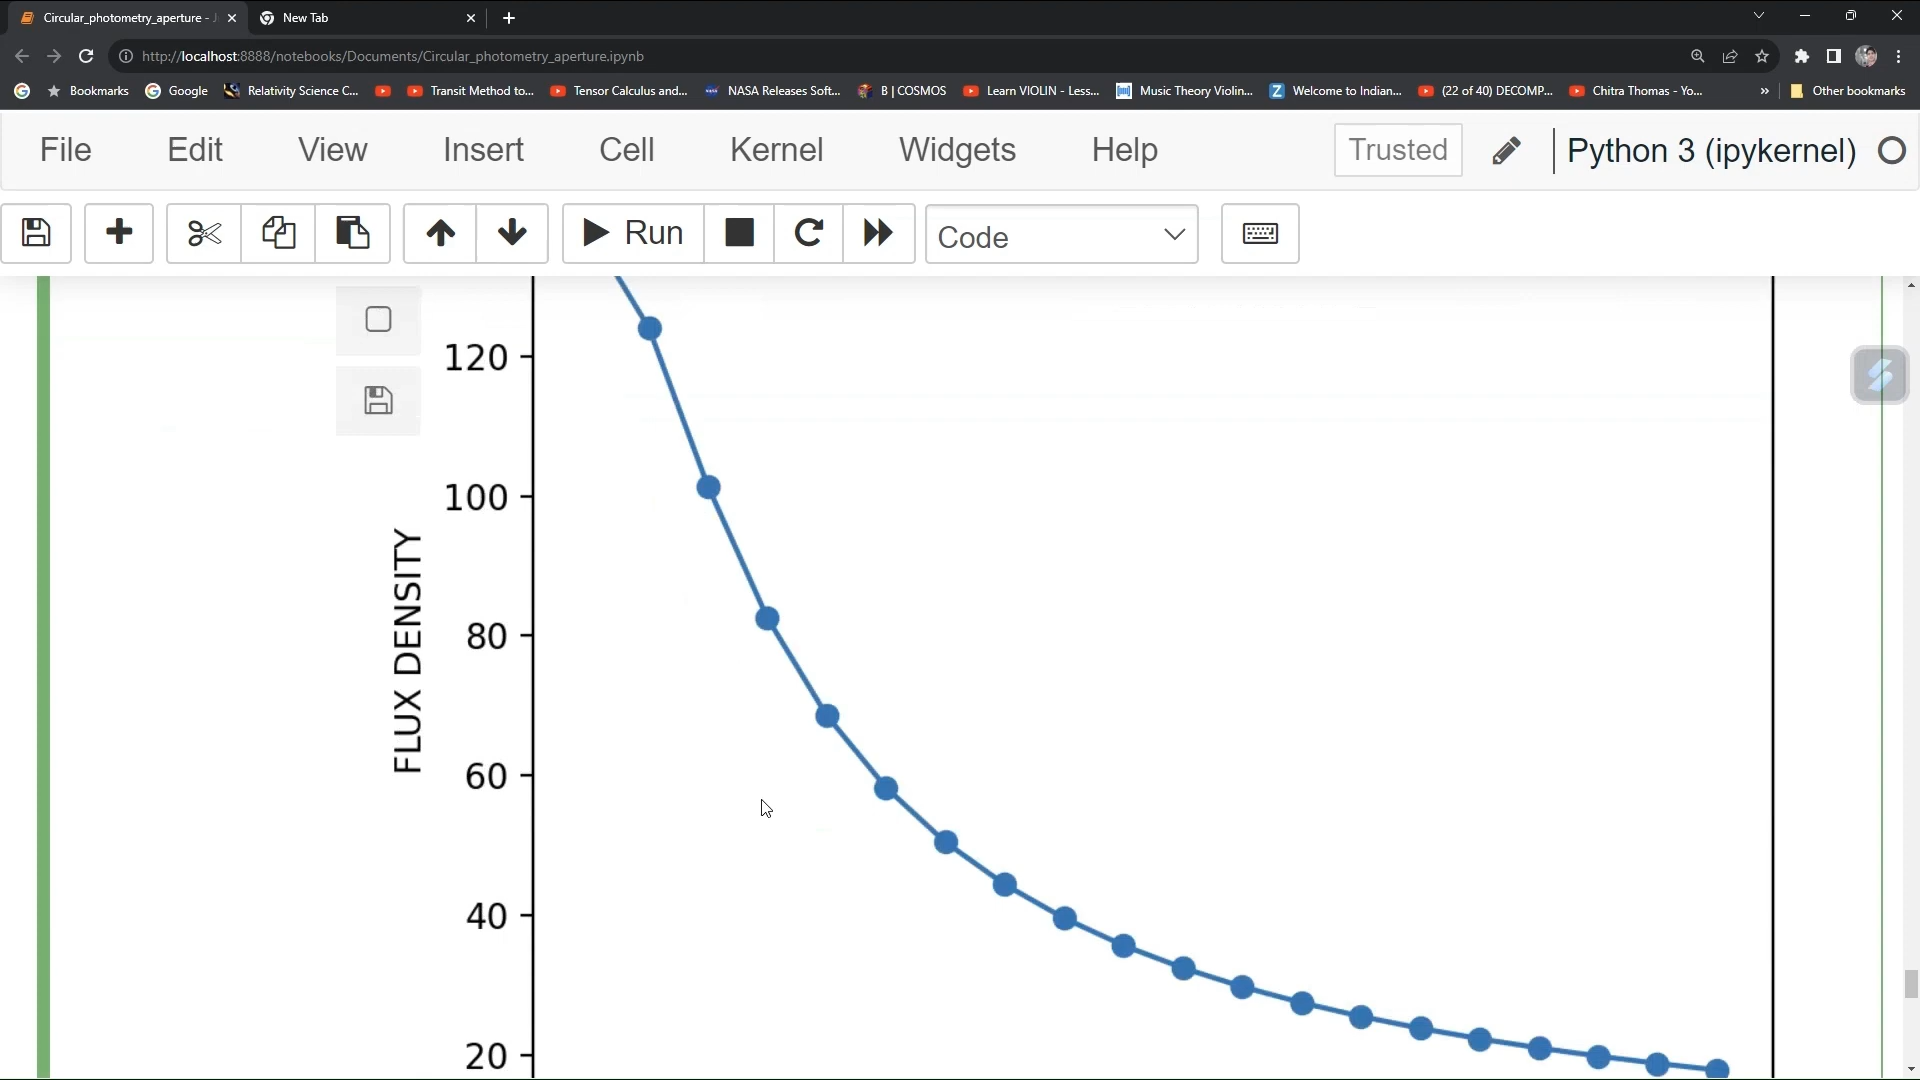 Circular_photometry_aperture - J
New Tab
http://localhost:8888/notebooks/Documents/Circular_photometry_aperture.ipynb
Bookmarks Google Relativity Science C... Transit Method to... Tensor Calculus and... NASA Releases Soft... B | COSMOS Learn VIOLIN - Less... Music Theory Violin... Welcome to Indian... (22 of 40) DECOMP... Chitra Thomas - Yo... » Other bookmarks
File Edit View Insert Cell Kernel Widgets Help Trusted Python 3 (ipykernel)
Run Code
120
100
FLUX DENSITY
80
60
40
20